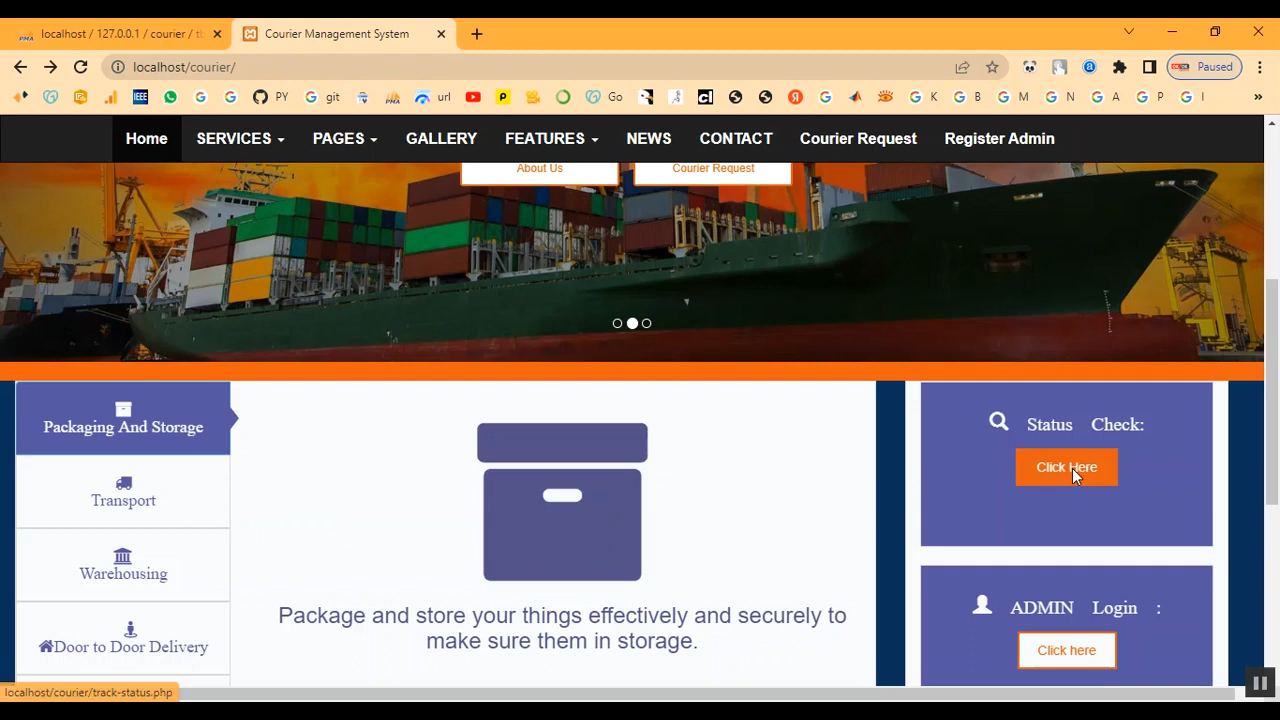 localhost / 127.0.0.1 / courier / tb
Courier Management System
localhost/courier/
Paused
IEEE
PY
git
url
Go
K
B
M
N
A
P
I
Home
SERVICES
PAGES
GALLERY
FEATURES
NEWS
CONTACT
Courier Request
Register Admin
About Us
Courier Request
Packaging And Storage
Transport
Warehousing
Door to Door Delivery
Package and store your things effectively and securely to
make sure them in storage.
Status Check:
Click Here
ADMIN Login :
Click here
localhost/courier/track-status.php